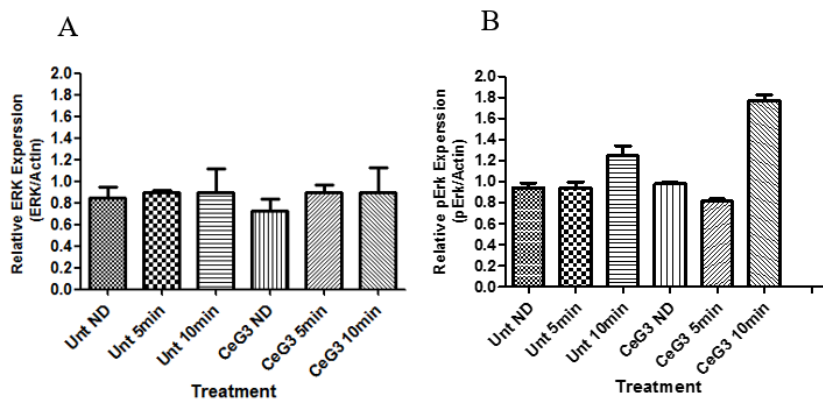 A
B
Relative ERK Experssion
(ERK/Actin)
2.0
1.8
1.6
1.4
1.2
1.0
0.8
0.6
0.4
0.2
0.0
Unt ND
Unt 5min
Unt 10min
CeG3 ND
CeG3 5min
CeG3 10min
Treatment
Relative pErk Experssion
(pErk/Actin)
2.0
1.8
1.6
1.4
1.2
1.0
0.8
0.6
0.4
0.2
0.0
Unt ND
Unt 5min
Unt 10min
CeG3 ND
CeG3 5min
CeG3 10min
Treatment